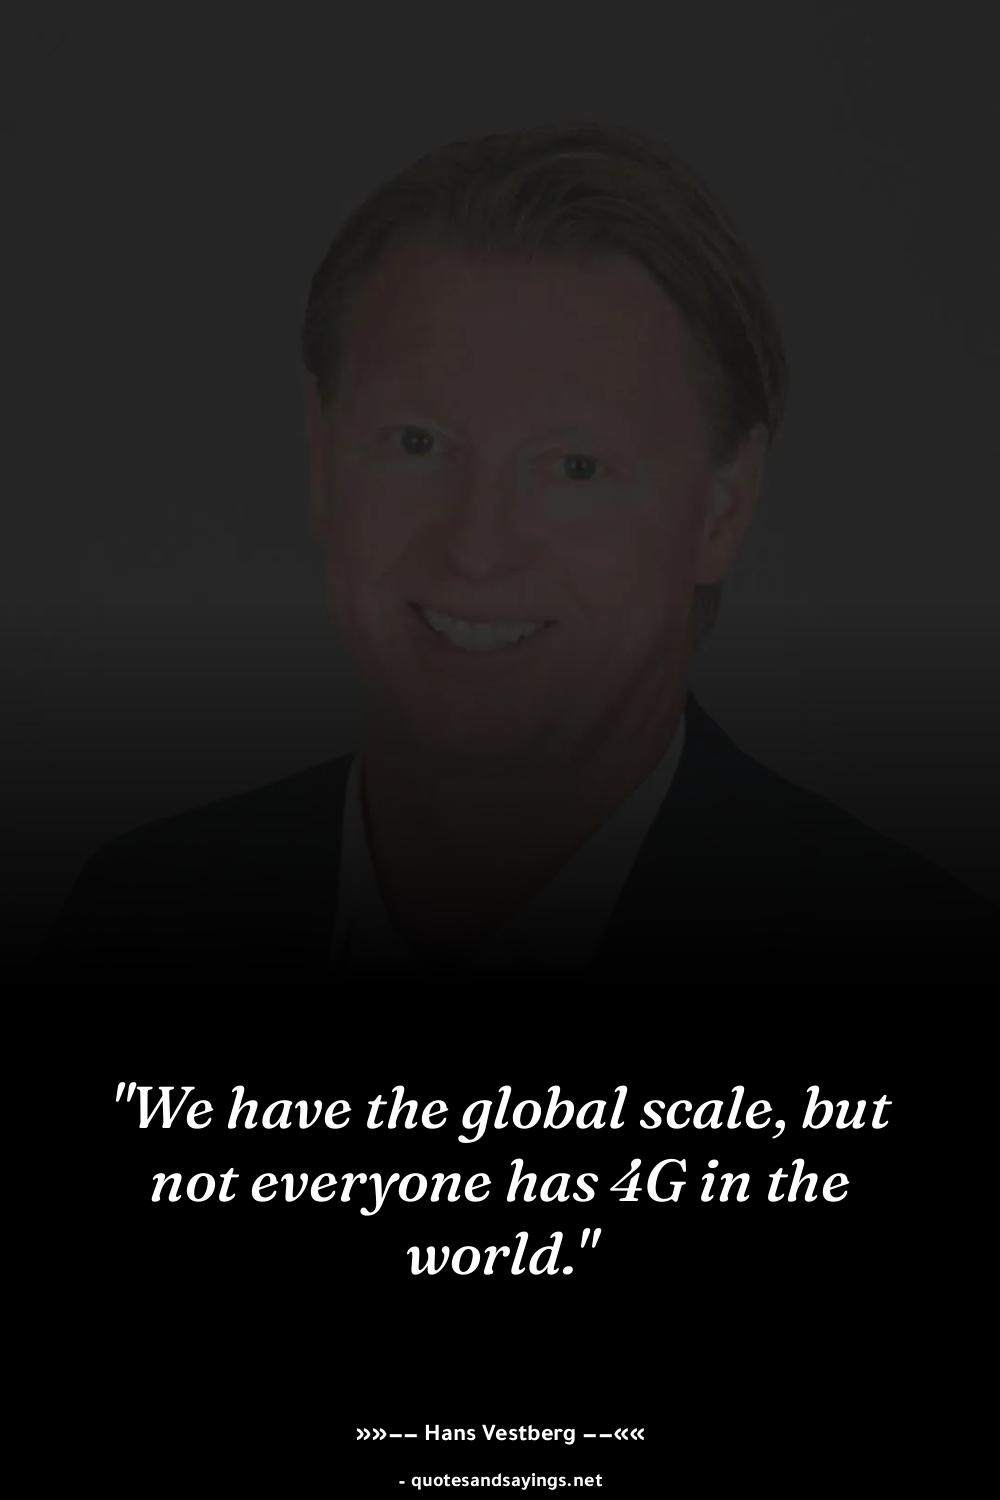 "We have the global scale, but
not everyone has 4G in the
world."
»»-- Hans Vestberg --««
- quotesandsayings.net